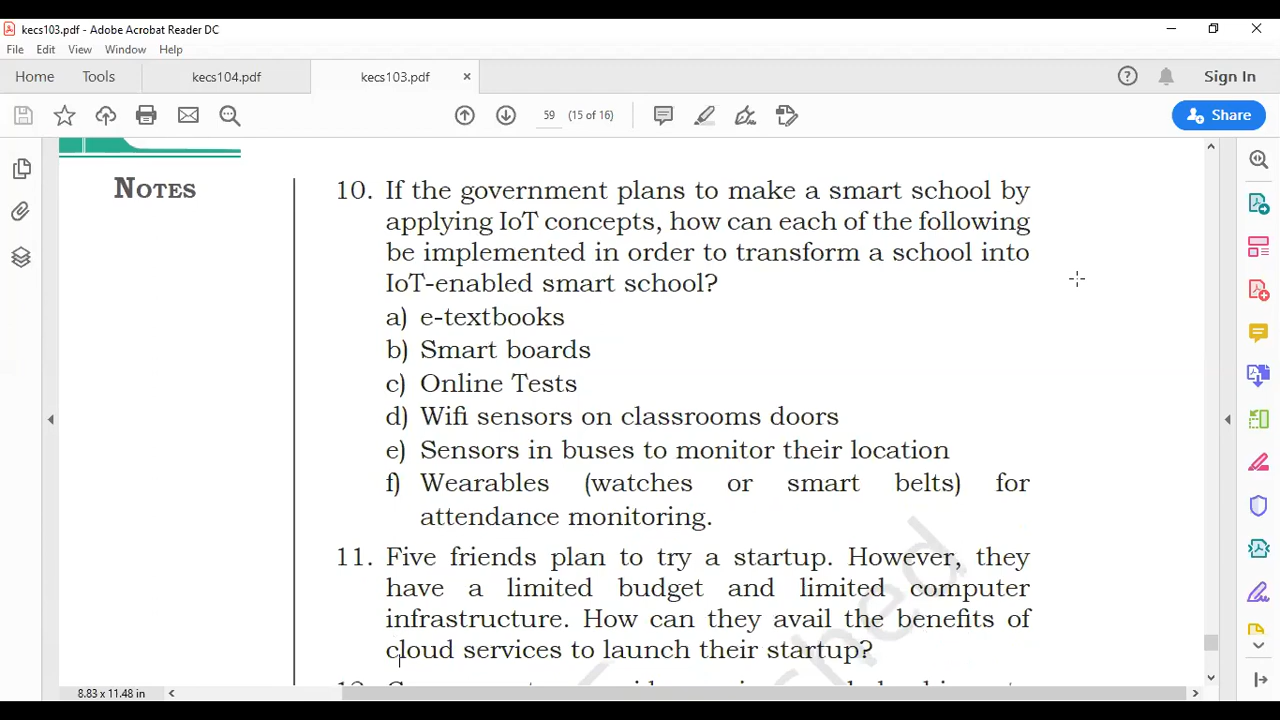 kecs103.pdf - Adobe Acrobat Reader DC
File Edit View Window Help
Home Tools kecs104.pdf kecs103.pdf × Sign In
59 (15 of 16) Share
NOTES
10. If the government plans to make a smart school by
applying IoT concepts, how can each of the following
be implemented in order to transform a school into
IoT-enabled smart school?
a) e-textbooks
b) Smart boards
c) Online Tests
d) Wifi sensors on classrooms doors
e) Sensors in buses to monitor their location
f) Wearables (watches or smart belts) for
attendance monitoring.
11. Five friends plan to try a startup. However, they
have a limited budget and limited computer
infrastructure. How can they avail the benefits of
cloud services to launch their startup?
8.83 x 11.48 in